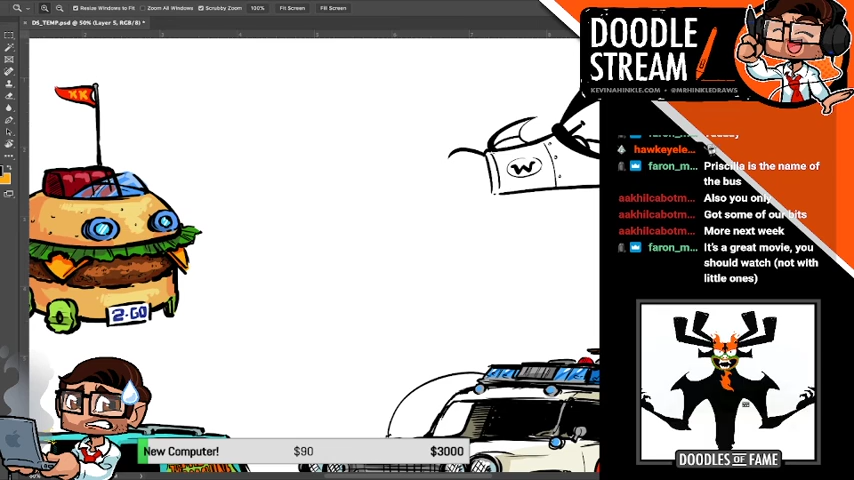 Resize Windows to Fit
Zoom All Windows
Scrubby Zoom
100%
Fit Screen
Fill Screen
DS_TEMP.psd @ 50% (Layer 5, RGB/8) *
DOODLE
STREAM
KEVINAHINKLE.COM • @MRHINKLEDRAWS
KK
W
2-GO
hawkeyele...
faron_m...
Priscilla is the name of
the bus
aakhilcabotm...
Also you only
aakhilcabotm...
Got some of our bits
aakhilcabotm...
More next week
faron_m...
It's a great movie, you
should watch (not with
little ones)
New Computer!
$90
$3000
DOODLES OF FAME